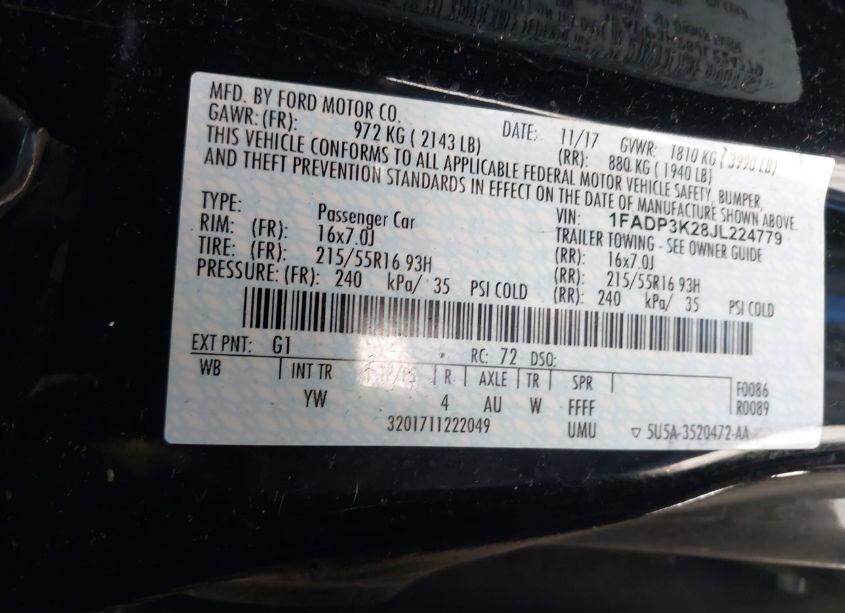 MFD. BY FORD MOTOR CO.
DATE: 11/17 GVWR: 1810 KG ( 3990 LB)
GAWR: (FR): 972 KG ( 2143 LB) (RR): 880 KG ( 1940 LB)
THIS VEHICLE CONFORMS TO ALL APPLICABLE FEDERAL MOTOR VEHICLE SAFETY, BUMPER,
AND THEFT PREVENTION STANDARDS IN EFFECT ON THE DATE OF MANUFACTURE SHOWN ABOVE.
VIN: 1FADP3K28JL224779
TYPE: Passenger Car TRAILER TOWING - SEE OWNER GUIDE
RIM: (FR): 16x7.0J (RR): 16x7.0J
TIRE: (FR): 215/55R16 93H (RR): 215/55R16 93H
PRESSURE: (FR): 240 kPa/ 35 PSI COLD (RR): 240 kPa/ 35 PSI COLD
EXT PNT: G1 RC: 72 DSO:
WB INT TR TP/PS R AXLE TR SPR F0086
YW 4 AU W FFFF R0089
3201711222049 UMU ▽ 5U5A-3520472-AA